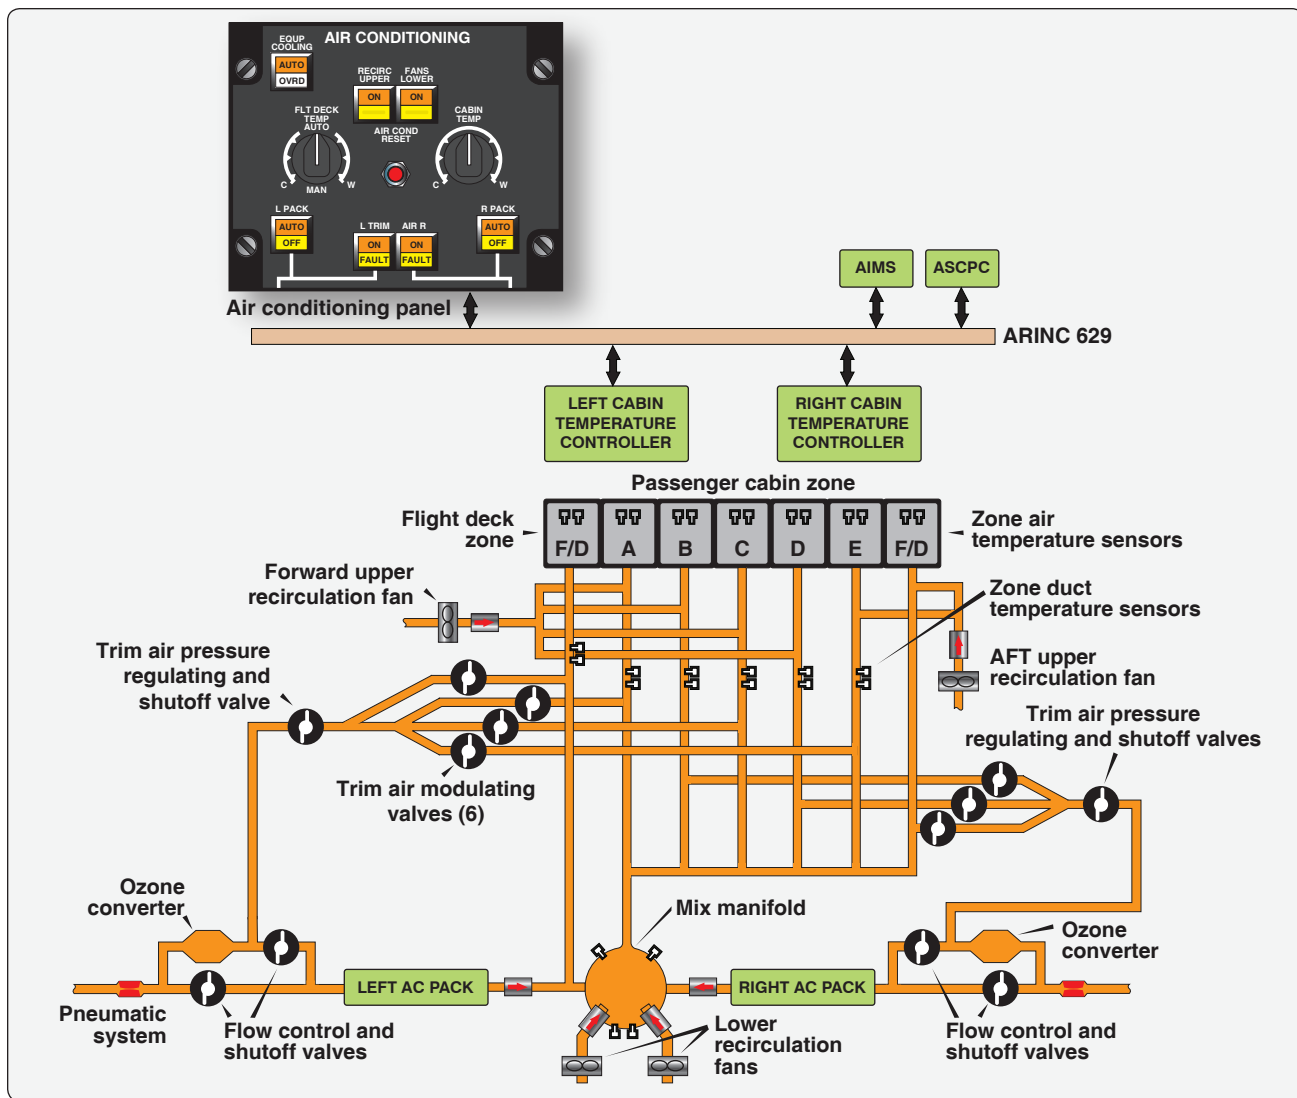 AIR CONDITIONING
EQUP
COOLING
AUTO
OVRD
RECIRC
UPPER
FANS
LOWER
ON
ON
FLT DECK
TEMP
AUTO
AIR COND
RESET
CABIN
TEMP
C
MAN
W
C
W
L PACK
AUTO
OFF
L TRIM
ON
FAULT
AIR R
ON
FAULT
R PACK
AUTO
OFF
Air conditioning panel
AIMS
ASCPC
ARINC 629
LEFT CABIN
TEMPERATURE
CONTROLLER
RIGHT CABIN
TEMPERATURE
CONTROLLER
Passenger cabin zone
Flight deck
zone
F/D
A
B
C
D
E
F/D
Zone air
temperature sensors
Forward upper
recirculation fan
Zone duct
temperature sensors
Trim air pressure
regulating and
shutoff valve
AFT upper
recirculation fan
Trim air pressure
regulating and shutoff valves
Trim air modulating
valves (6)
Ozone
converter
Mix manifold
Ozone
converter
LEFT AC PACK
RIGHT AC PACK
Pneumatic
system
Flow control and
shutoff valves
Lower
recirculation
fans
Flow control and
shutoff valves